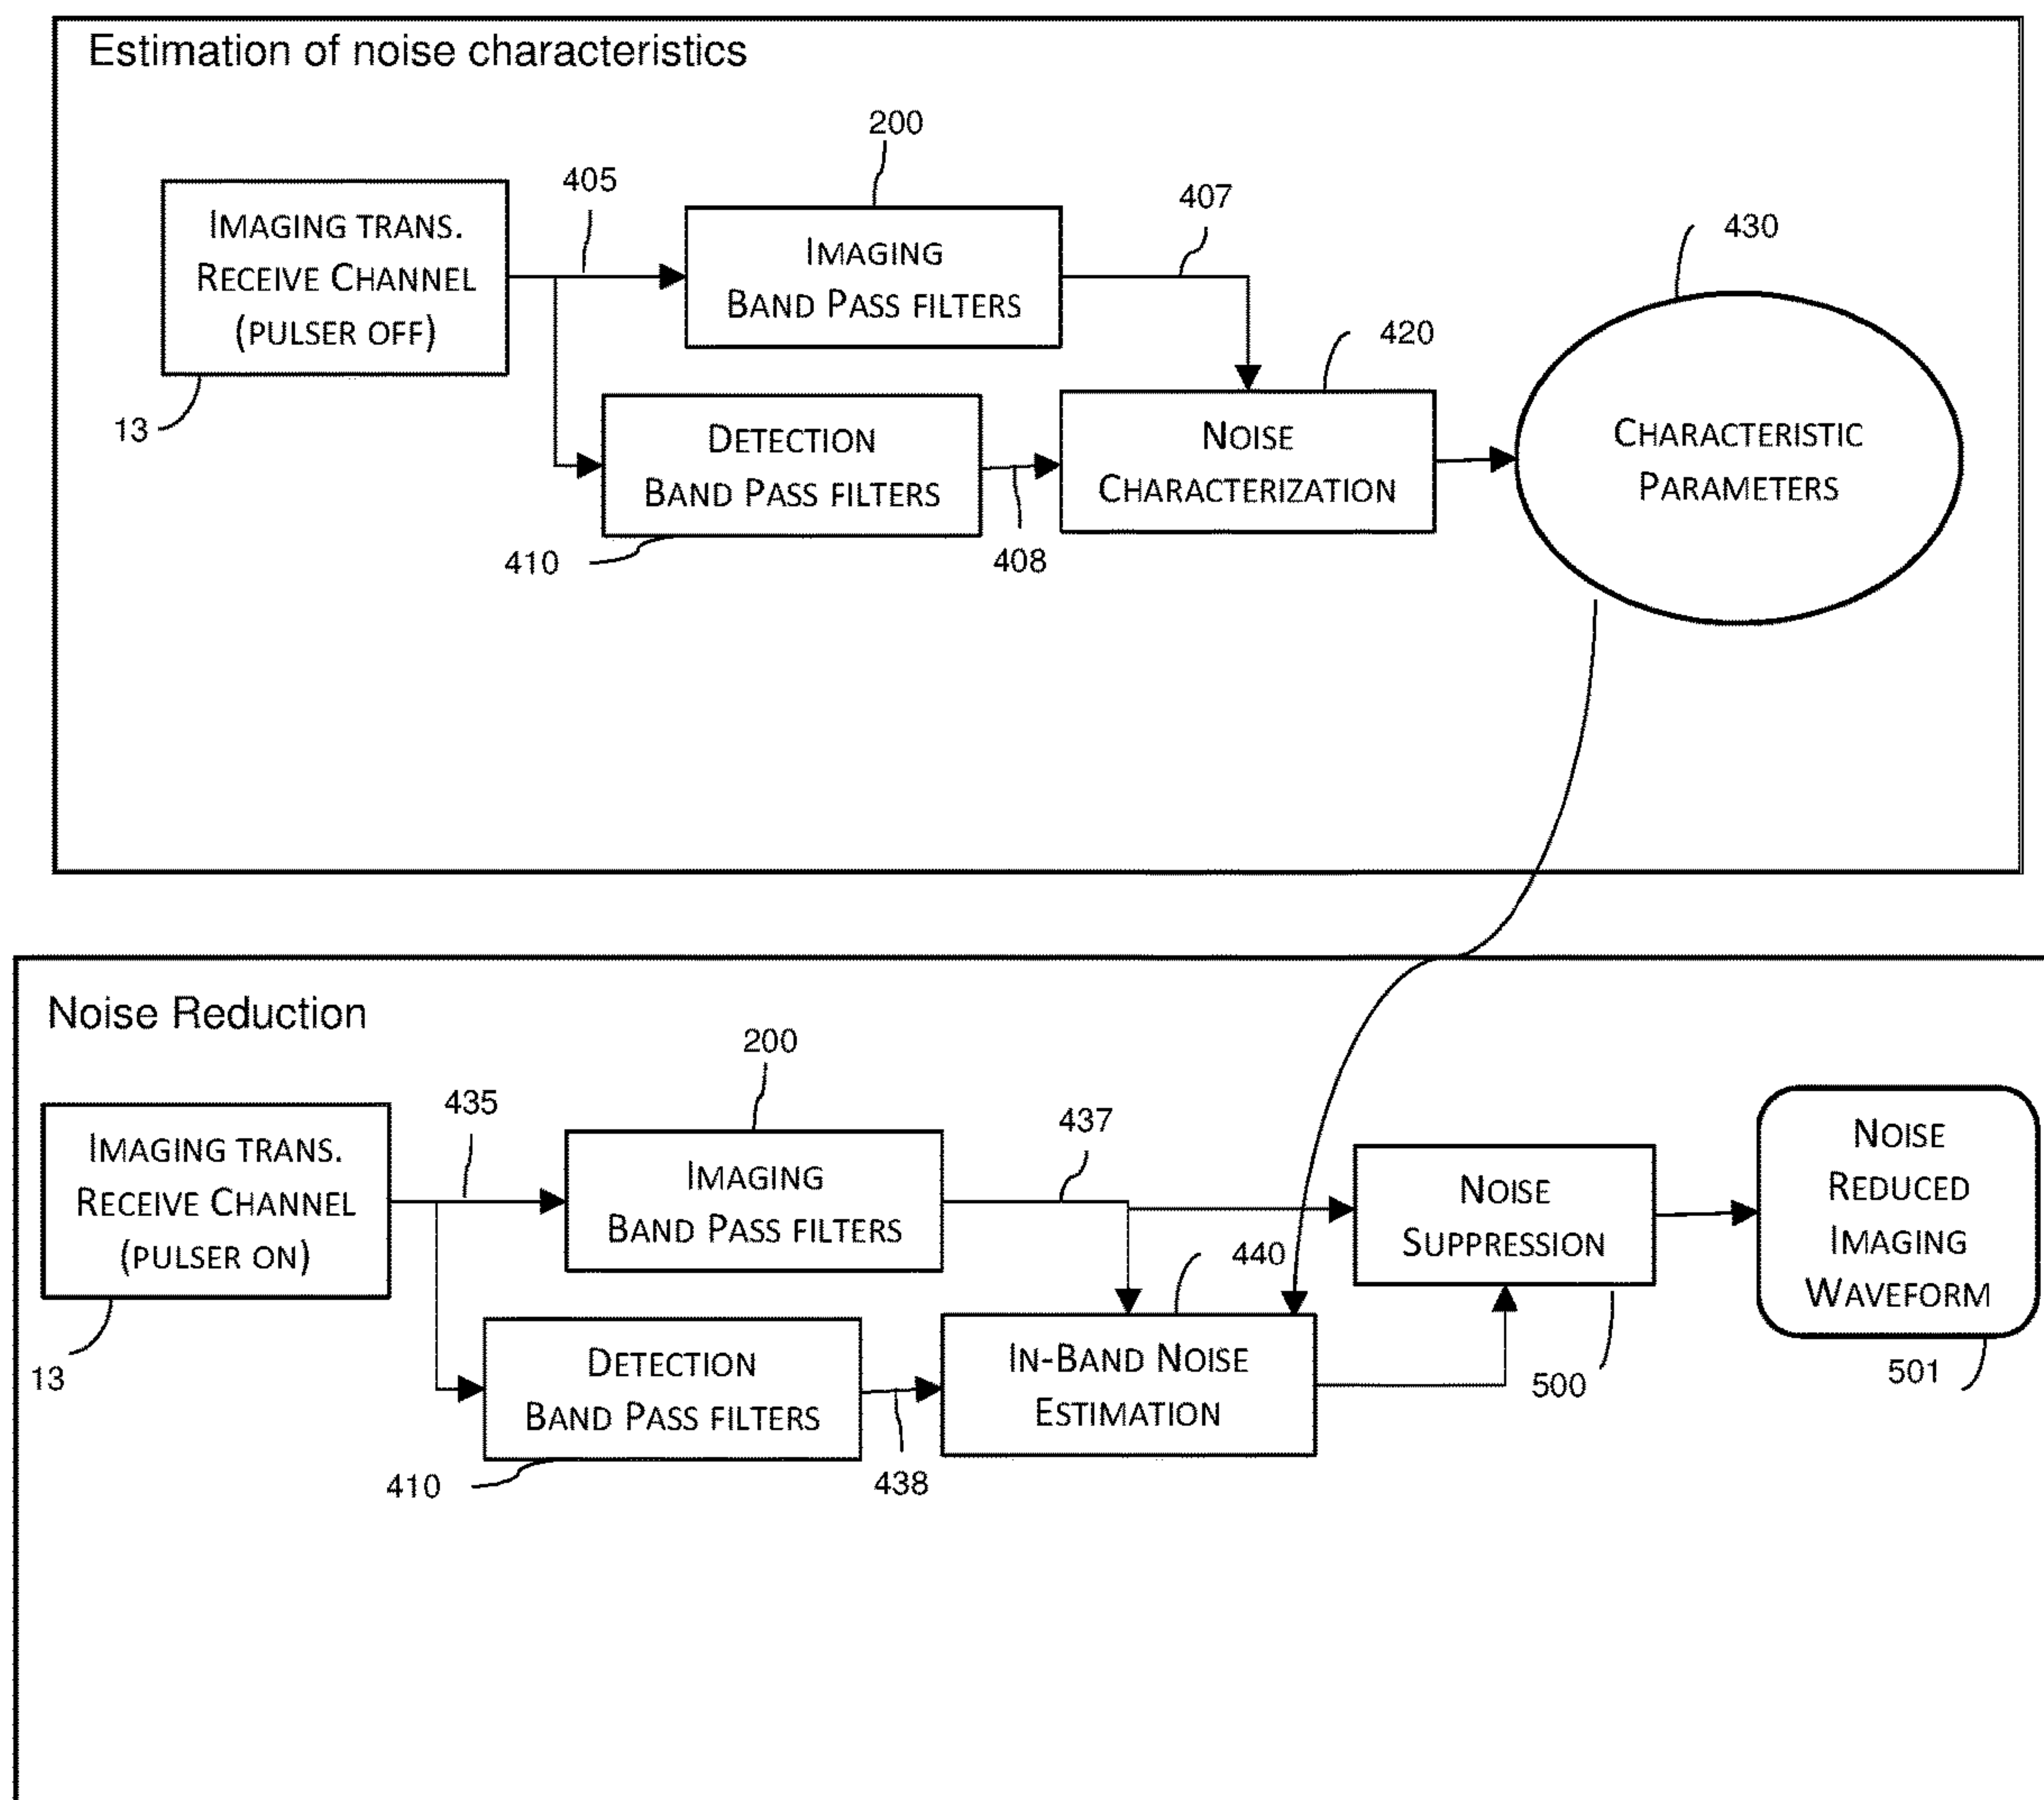 Estimation of noise characteristics
200
405
407
430
IMAGING TRANS.
RECEIVE CHANNEL
(PULSER OFF)
IMAGING
BAND PASS FILTERS
420
13
DETECTION
BAND PASS FILTERS
NOISE
CHARACTERIZATION
CHARACTERISTIC
PARAMETERS
410
408
Noise Reduction
200
435
437
IMAGING TRANS.
RECEIVE CHANNEL
(PULSER ON)
IMAGING
BAND PASS FILTERS
NOISE
SUPPRESSION
NOISE
REDUCED
IMAGING
WAVEFORM
440
13
DETECTION
BAND PASS FILTERS
IN-BAND NOISE
ESTIMATION
500
501
410
438